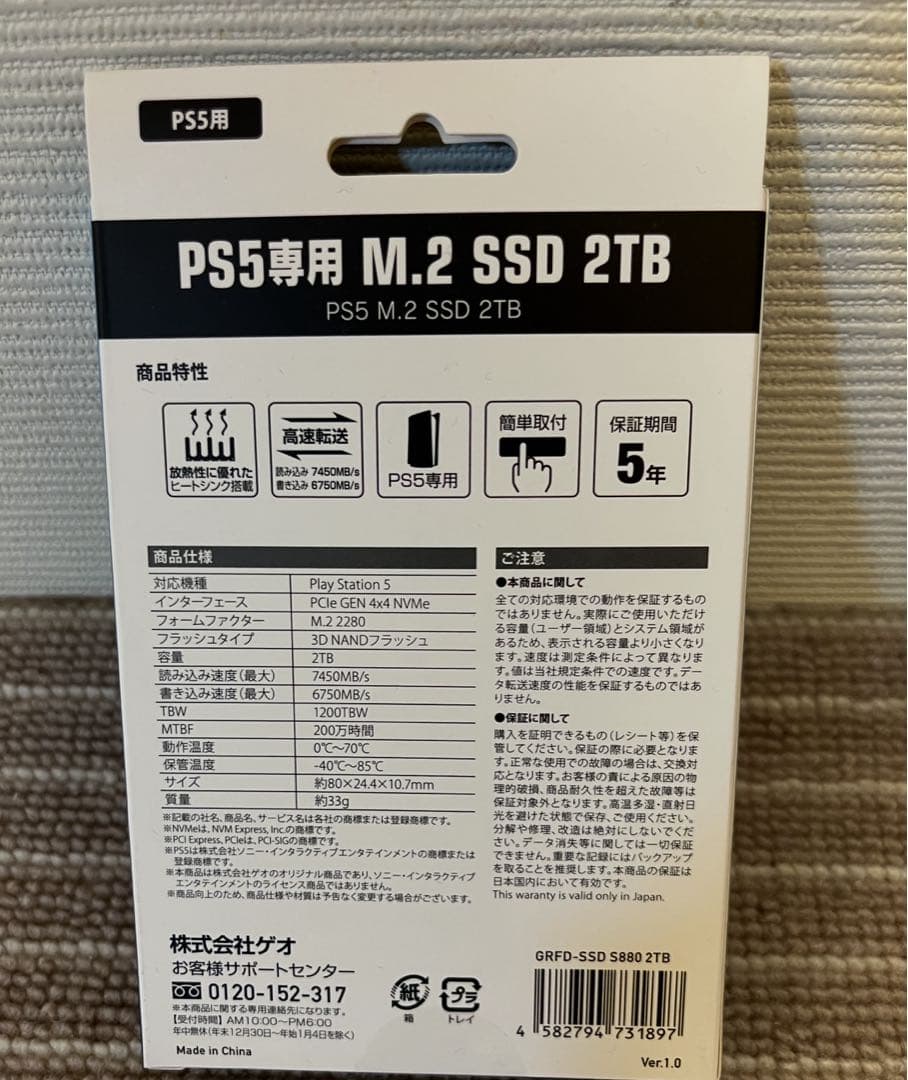 PS5用
PS5専用 M.2 SSD 2TB
PS5 M.2 SSD 2TB
商品特性
放熱性に優れた
ヒートシンク搭載
高速転送
読み込み 7450MB/s
書き込み 6750MB/s
PS5専用
簡単取付
保証期間
5年
商品仕様
対応機種 Play Station 5
インターフェース PCIe GEN 4x4 NVMe
フォームファクター M.2 2280
フラッシュタイプ 3D NANDフラッシュ
容量 2TB
読み込み速度(最大) 7450MB/s
書き込み速度(最大) 6750MB/s
TBW 1200TBW
MTBF 200万時間
動作温度 0℃〜70℃
保管温度 -40℃〜85℃
サイズ 約80×24.4×10.7mm
質量 約33g
※記載の社名、商品名、サービス名は各社の商標または登録商標です。
※NVMeは、NVM Express, Inc.の商標です。
※PCI Express, PCIeは、PCI-SIGの商標です。
※PS5は株式会社ソニー・インタラクティブエンタテインメントの商標または
登録商標です。
※本商品は株式会社ゲオのオリジナル商品であり、ソニー・インタラクティブ
エンタテインメントのライセンス商品ではありません。
※商品向上のため、商品仕様や材質は予告なく変更する場合がございます。
ご注意
●本商品に関して
全ての対応環境での動作を保証するもの
ではありません。実際にご使用いただけ
る容量(ユーザー領域)とシステム領域が
あるため、表示される容量より小さくなり
ます。速度は測定条件によって異なりま
す。値は当社規定条件での速度です。デー
タ転送速度の性能を保証するものではあ
りません。
●保証に関して
購入を証明できるもの(レシート等)を保
管してください。保証の際に必要となりま
す。正常な使用での故障の場合は、交換対
応となります。お客様の責による原因の物
理的破損、商品耐久性を超えた故障等は
保証対象外となります。高温多湿・直射日
光を避けた状態で保存、ご使用ください。
分解や修理、改造は絶対にしないでくだ
さい。データ消失等に関しては一切保証
できません。重要な記録にはバックアップ
を取ることを推奨します。本商品の保証は
日本国内において有効です。
This waranty is valid only in Japan.
株式会社ゲオ
お客様サポートセンター
0120-152-317
※本商品に関する専用連絡先になります。
【受付時間】AM10:00〜PM6:00
年中無休(年末12月30日〜年始1月4日を除く)
Made in China
紙
箱
プラ
トレイ
GRFD-SSD S880 2TB
4 582794 731897
Ver.1.0